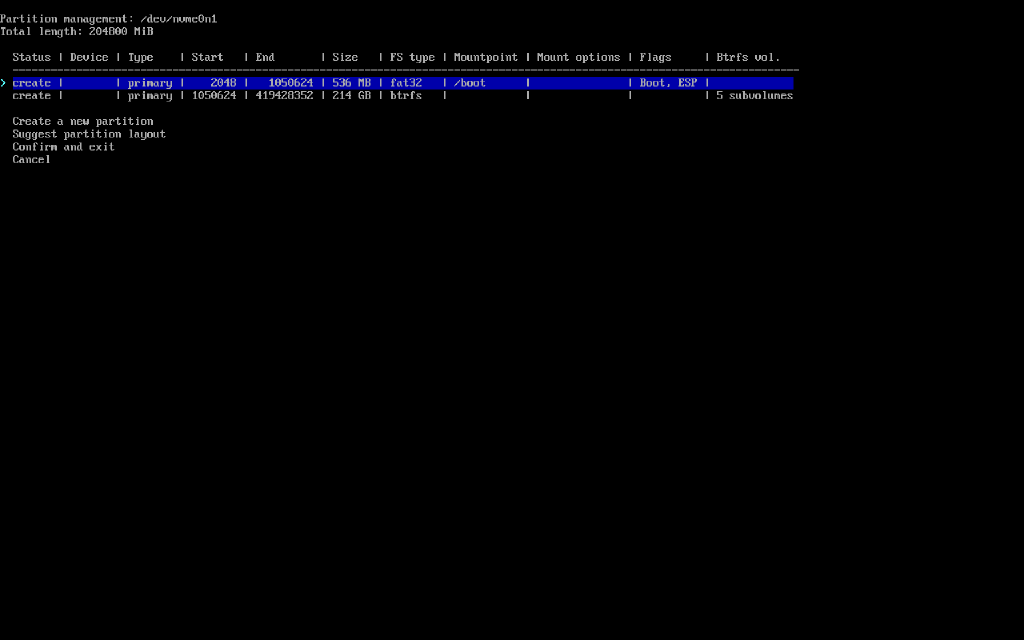 Partition management: /dev/nvme0n1
Total length: 204800 MiB
Status | Device | Type    | Start   | End       | Size   | FS type | Mountpoint | Mount options | Flags     | Btrfs vol.
> create |        | primary |    2048 |   1050624 | 536 MB | fat32   | /boot      |               | Boot, ESP |
create |        | primary | 1050624 | 419428352 | 214 GB | btrfs   |            |               |           | 5 subvolumes
Create a new partition
Suggest partition layout
Confirm and exit
Cancel